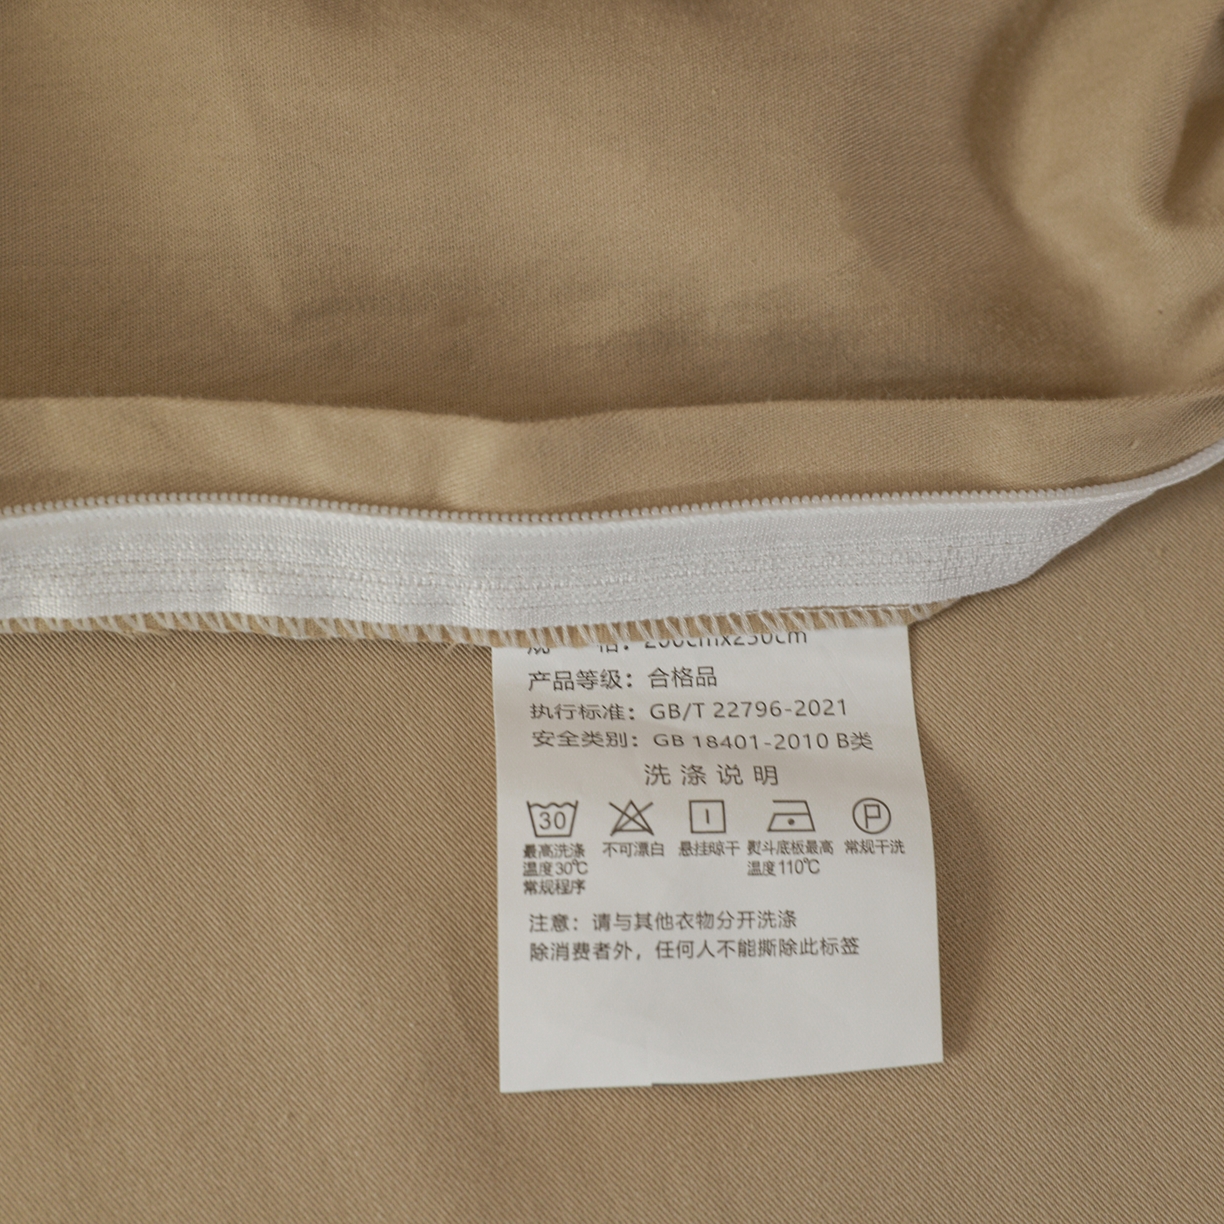 产品等级：合格品
执行标准：GB/T 22796-2021
安全类别：GB 18401-2010 B类
洗涤说明
30
P
最高洗涤 不可漂白 悬挂晾干 熨斗底板最高 常规干洗
温度30℃ 温度110℃
常规程序
注意：请与其他衣物分开洗涤
除消费者外，任何人不能撕除此标签